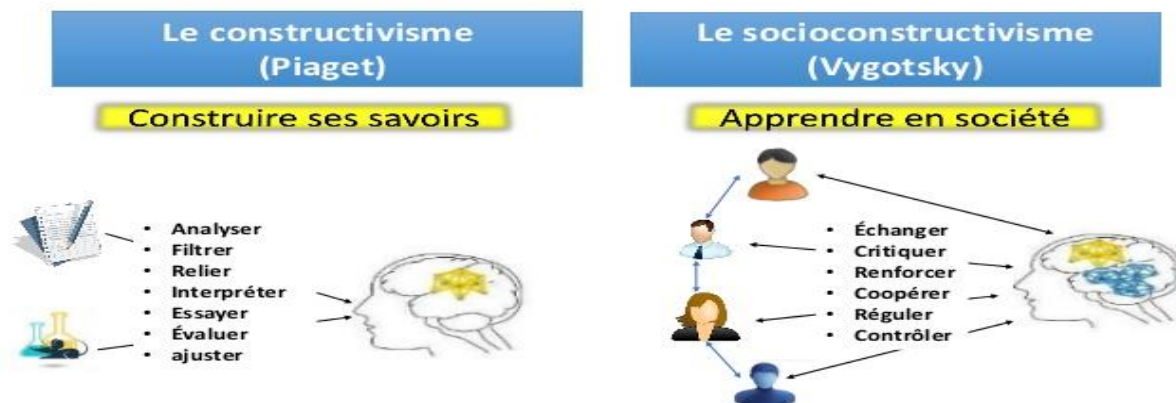 Le constructivisme
(Piaget)
Construire ses savoirs
• Analyser
• Filtrer
• Relier
• Interpréter
• Essayer
• Évaluer
• ajuster
Le socioconstructivisme
(Vygotsky)
Apprendre en société
• Échanger
• Critiquer
• Renforcer
• Coopérer
• Réguler
• Contrôler